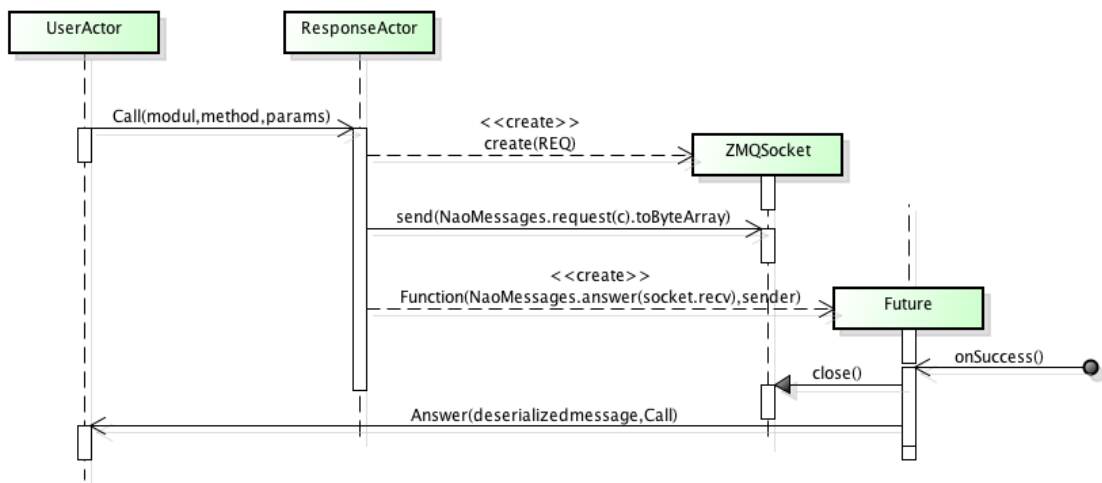 UserActor
ResponseActor
Call(modul,method,params)
<<create>>
create(REQ)
ZMQSocket
send(NaoMessages.request(c).toByteArray)
<<create>>
Function(NaoMessages.answer(socket.recv),sender)
Future
onSuccess()
close()
Answer(deserializedmessage,Call)